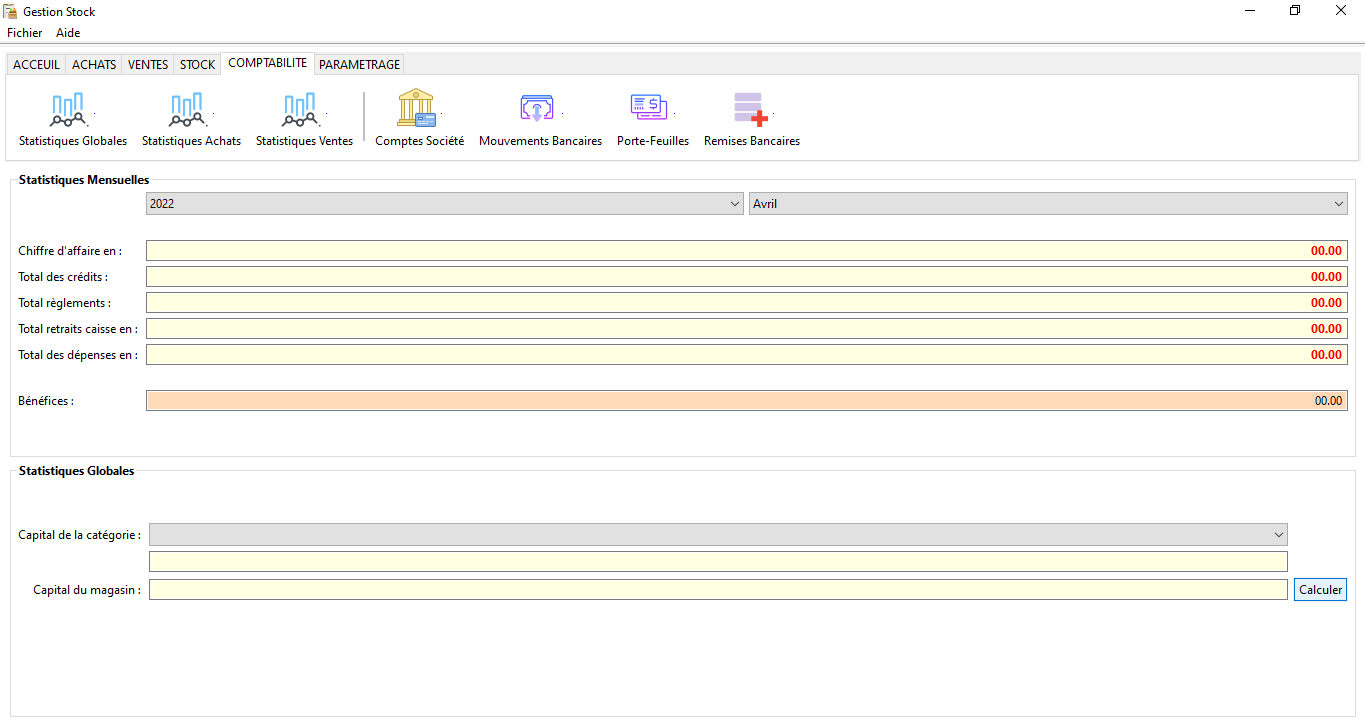 Gestion Stock
Fichier Aide
ACCEUIL ACHATS VENTES STOCK COMPTABILITE PARAMETRAGE
Statistiques Globales Statistiques Achats Statistiques Ventes Comptes Société Mouvements Bancaires Porte-Feuilles Remises Bancaires
Statistiques Mensuelles
2022 Avril
Chiffre d'affaire en : 00.00
Total des crédits : 00.00
Total règlements : 00.00
Total retraits caisse en : 00.00
Total des dépenses en : 00.00
Bénéfices : 00.00
Statistiques Globales
Capital de la catégorie :
Capital du magasin : Calculer